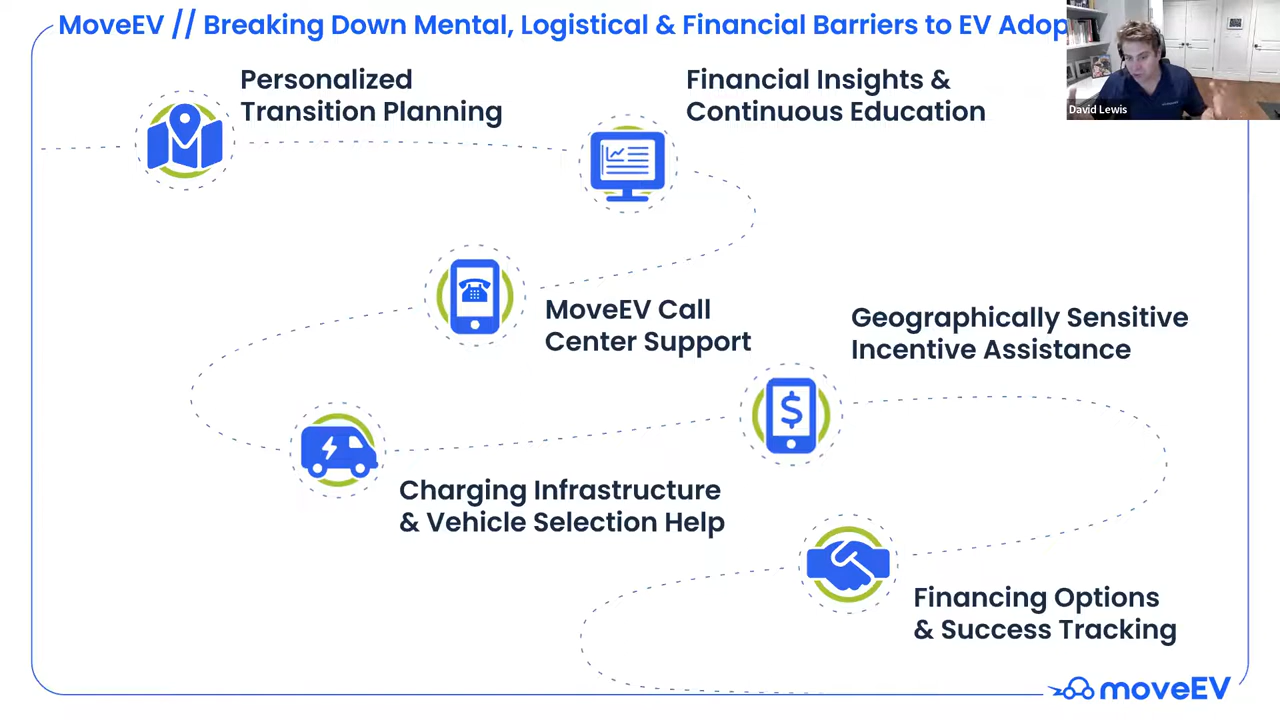 MoveEV // Breaking Down Mental, Logistical & Financial Barriers to EV Adop
David Lewis
Personalized
Transition Planning
Financial Insights &
Continuous Education
MoveEV Call
Center Support
Geographically Sensitive
Incentive Assistance
Charging Infrastructure
& Vehicle Selection Help
Financing Options
& Success Tracking
moveEV